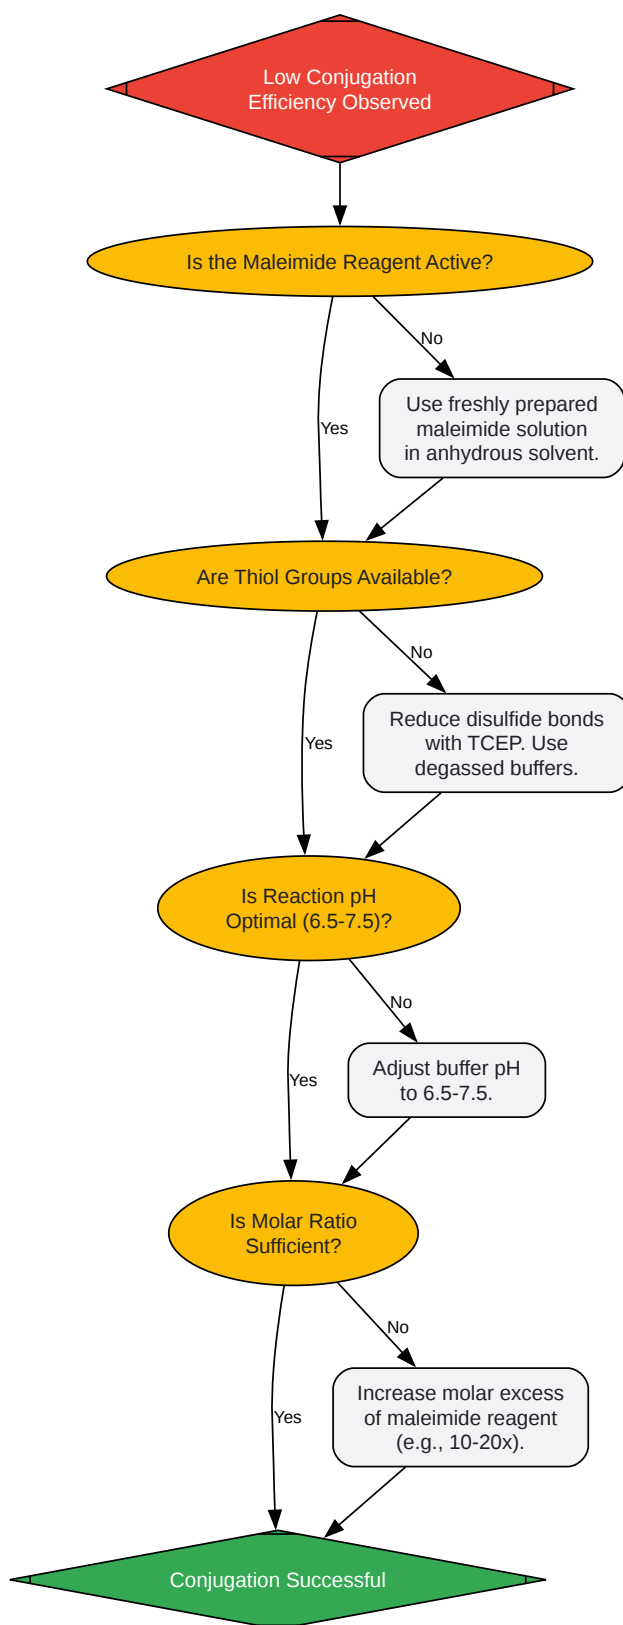 Low Conjugation
Efficiency Observed
Is the Maleimide Reagent Active?
No
Use freshly prepared
maleimide solution
in anhydrous solvent.
Yes
Are Thiol Groups Available?
No
Reduce disulfide bonds
with TCEP. Use
degassed buffers.
Yes
Is Reaction pH
Optimal (6.5-7.5)?
No
Adjust buffer pH
to 6.5-7.5.
Yes
Is Molar Ratio
Sufficient?
No
Increase molar excess
of maleimide reagent
(e.g., 10-20x).
Yes
Conjugation Successful